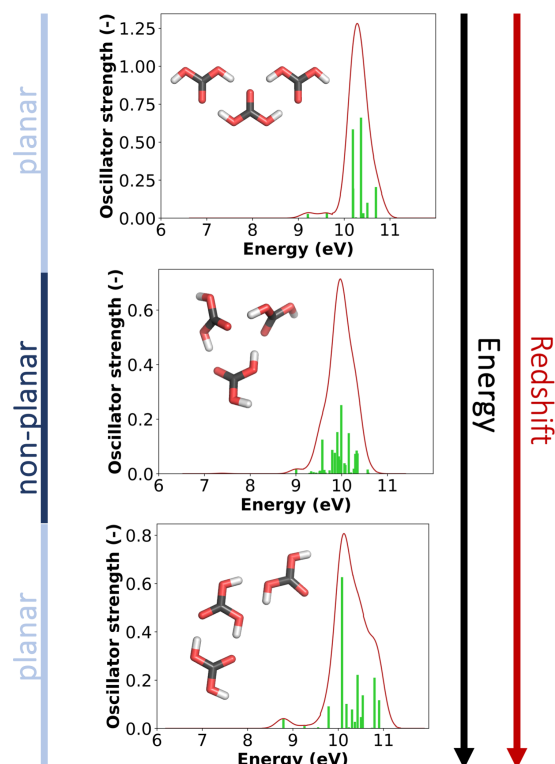 planar
Oscillator strength (-)
1.25
1.00
0.75
0.50
0.25
0.00
6 7 8 9 10 11
Energy (eV)
non-planar
Oscillator strength (-)
0.6
0.4
0.2
0.0
6 7 8 9 10 11
Energy (eV)
planar
Oscillator strength (-)
0.8
0.6
0.4
0.2
0.0
6 7 8 9 10 11
Energy (eV)
Energy
Redshift